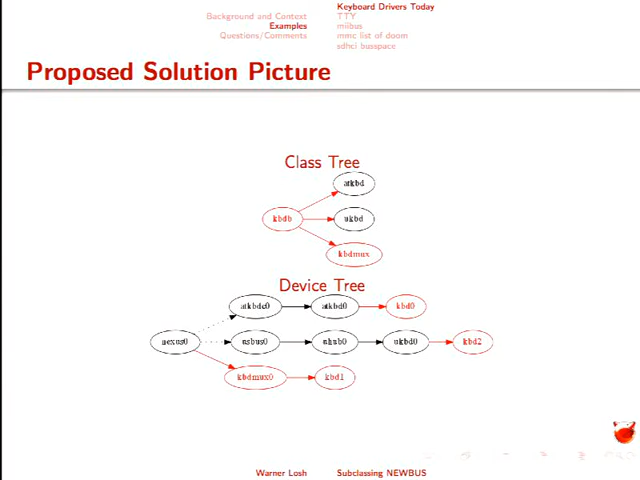 Keyboard Drivers Today
Background and Context
TTY
Examples
miibus
Questions/Comments
mmc list of doom
sdhci busspace
Proposed Solution Picture
Class Tree
atkbd
kbdb
ukbd
kbdmux
Device Tree
atkbdc0
atkbd0
kbd0
nexus0
usbus0
uhub0
ukbd0
kbd2
kbdmux0
kbd1
Warner Losh
Subclassing NEWBUS